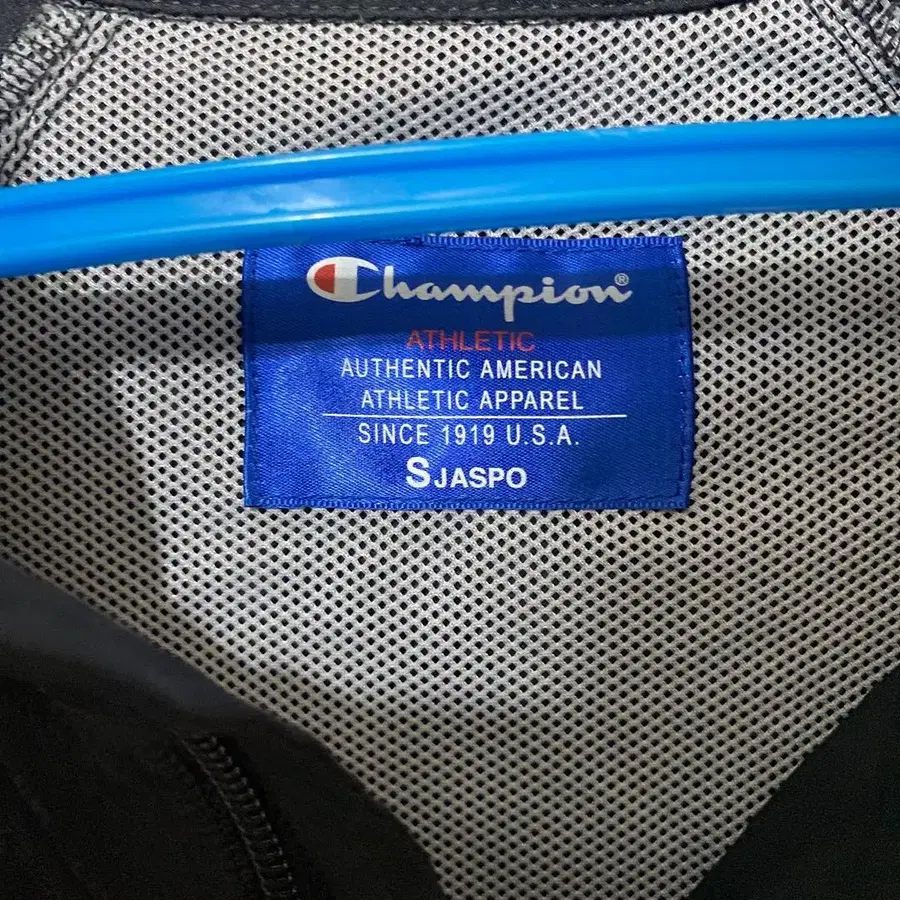 Champion®
ATHLETIC
AUTHENTIC AMERICAN
ATHLETIC APPAREL
SINCE 1919 U.S.A.
S JASPO